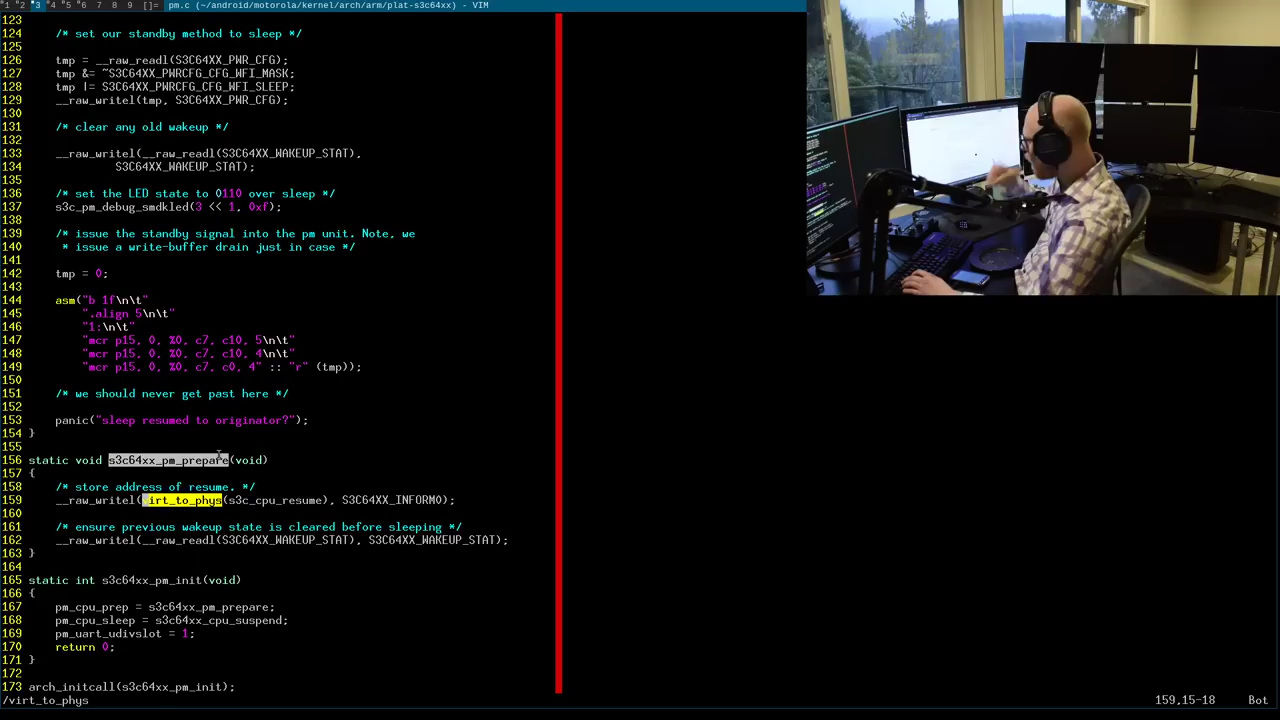 1 2 3 4 5 6 7 8 9 []= pm.c (~/android/motorola/kernel/arch/arm/plat-s3c64xx) - VIM
123
124 /* set our standby method to sleep */
125
126 tmp = __raw_readl(S3C64XX_PWR_CFG);
127 tmp &= ~S3C64XX_PWRCFG_CFG_WFI_MASK;
128 tmp |= S3C64XX_PWRCFG_CFG_WFI_SLEEP;
129 __raw_writel(tmp, S3C64XX_PWR_CFG);
130
131 /* clear any old wakeup */
132
133 __raw_writel(__raw_readl(S3C64XX_WAKEUP_STAT),
134 S3C64XX_WAKEUP_STAT);
135
136 /* set the LED state to 0110 over sleep */
137 s3c_pm_debug_smdkled(3 << 1, 0xf);
138
139 /* issue the standby signal into the pm unit. Note, we
140 * issue a write-buffer drain just in case */
141
142 tmp = 0;
143
144 asm("b 1f\n\t"
145 ".align 5\n\t"
146 "1:\n\t"
147 "mcr p15, 0, %0, c7, c10, 5\n\t"
148 "mcr p15, 0, %0, c7, c10, 4\n\t"
149 "mcr p15, 0, %0, c7, c0, 4" :: "r" (tmp));
150
151 /* we should never get past here */
152
153 panic("sleep resumed to originator?");
154 }
155
156 static void s3c64xx_pm_prepare(void)
157 {
158 /* store address of resume. */
159 __raw_writel(virt_to_phys(s3c_cpu_resume), S3C64XX_INFORM0);
160
161 /* ensure previous wakeup state is cleared before sleeping */
162 __raw_writel(__raw_readl(S3C64XX_WAKEUP_STAT), S3C64XX_WAKEUP_STAT);
163 }
164
165 static int s3c64xx_pm_init(void)
166 {
167 pm_cpu_prep = s3c64xx_pm_prepare;
168 pm_cpu_sleep = s3c64xx_cpu_suspend;
169 pm_uart_udivslot = 1;
170 return 0;
171 }
172
173 arch_initcall(s3c64xx_pm_init);
/virt_to_phys 159,15-18 Bot